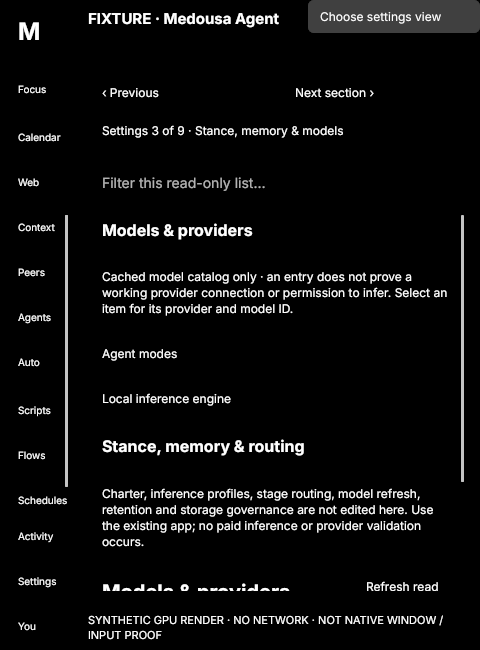 M
FIXTURE · Medousa Agent
Choose settings view
Focus
Calendar
Web
Context
Peers
Agents
Auto
Scripts
Flows
Schedules
Activity
Settings
You
‹ Previous
Next section ›
Settings 3 of 9 · Stance, memory & models
Filter this read-only list...
Models & providers
Cached model catalog only · an entry does not prove a
working provider connection or permission to infer. Select an
item for its provider and model ID.
Agent modes
Local inference engine
Stance, memory & routing
Charter, inference profiles, stage routing, model refresh,
retention and storage governance are not edited here. Use
the existing app; no paid inference or provider validation
occurs.
Models & providers
Refresh read
SYNTHETIC GPU RENDER · NO NETWORK · NOT NATIVE WINDOW /
INPUT PROOF